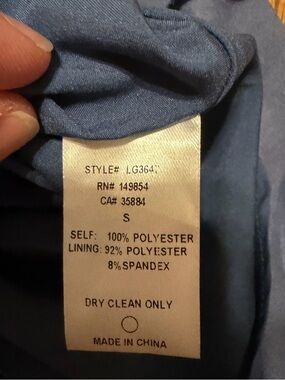 STYLE# LG3647
RN# 149854
CA# 35884
S
SELF: 100% POLYESTER
LINING: 92% POLYESTER
8% SPANDEX
DRY CLEAN ONLY
MADE IN CHINA